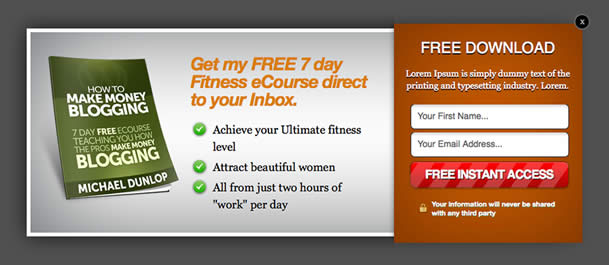 x
HOW TO
MAKE MONEY
BLOGGING
7 DAY FREE ECOURSE
TEACHING YOU HOW
THE PROS MAKE MONEY
BLOGGING
MICHAEL DUNLOP
Get my FREE 7 day
Fitness eCourse direct
to your Inbox.
Achieve your Ultimate fitness
level
Attract beautiful women
All from just two hours of
"work" per day
FREE DOWNLOAD
Lorem Ipsum is simply dummy text of the
printing and typesetting industry. Lorem.
Your First Name...
Your Email Address...
FREE INSTANT ACCESS
Your information will never be shared
with any third party